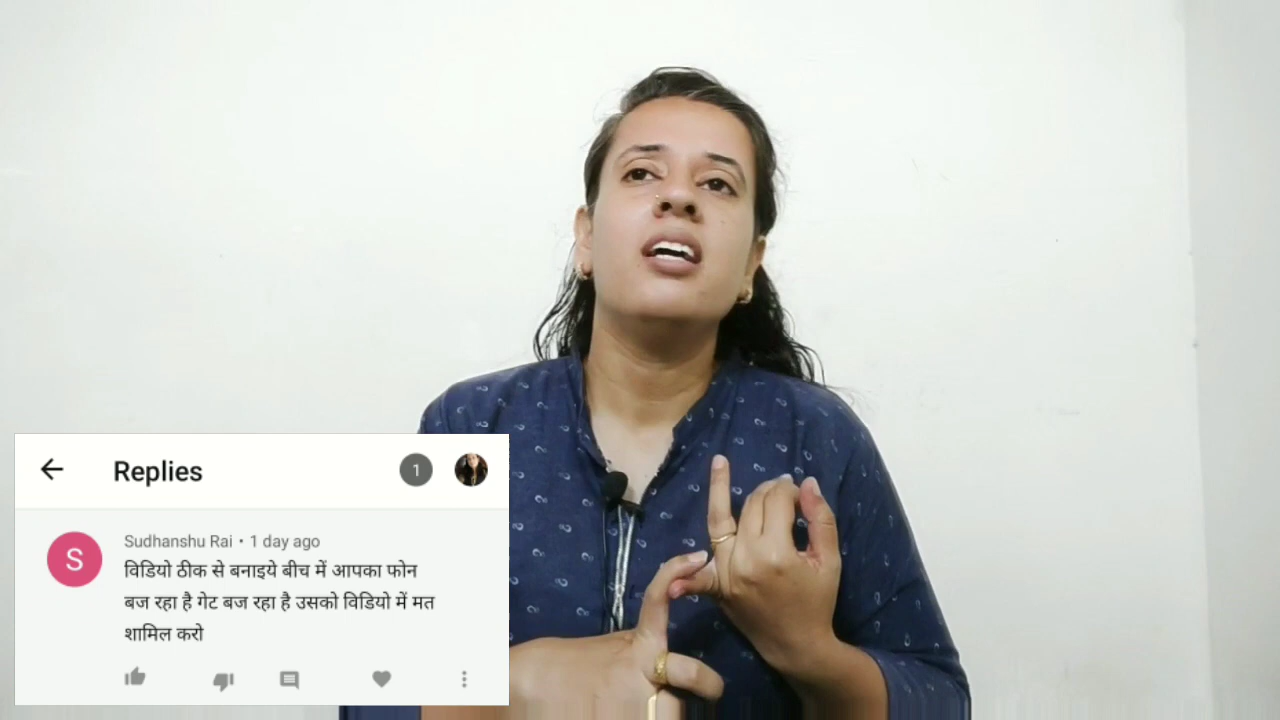 Replies
1
S
Sudhanshu Rai • 1 day ago
विडियो ठीक से बनाइये बीच में आपका फोन
बज रहा है गेट बज रहा है उसको विडियो में मत
शामिल करो